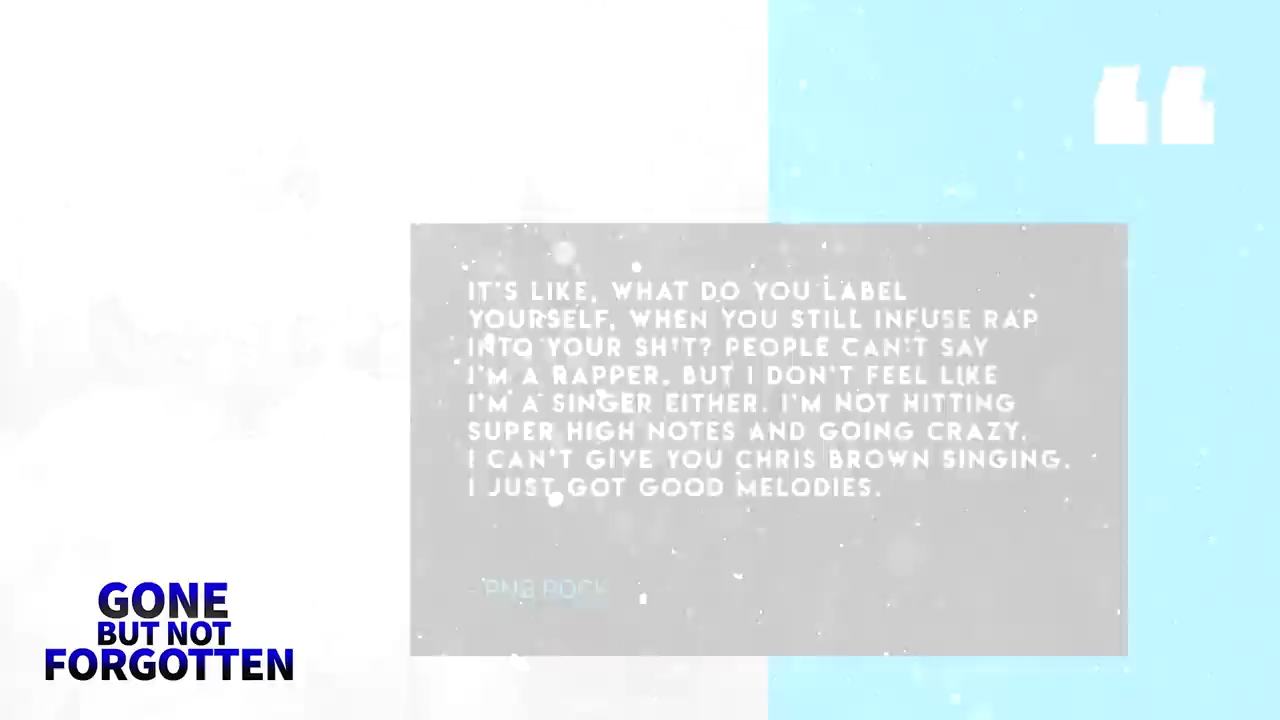 IT'S LIKE, WHAT DO YOU LABEL
YOURSELF, WHEN YOU STILL INFUSE RAP
INTO YOUR SH!T? PEOPLE CAN'T SAY
I'M A RAPPER, BUT I DON'T FEEL LIKE
I'M A SINGER EITHER. I'M NOT HITTING
SUPER HIGH NOTES AND GOING CRAZY.
I CAN'T GIVE YOU CHRIS BROWN SINGING.
I JUST GOT GOOD MELODIES.
- PNB ROCK
GONE
BUT NOT
FORGOTTEN